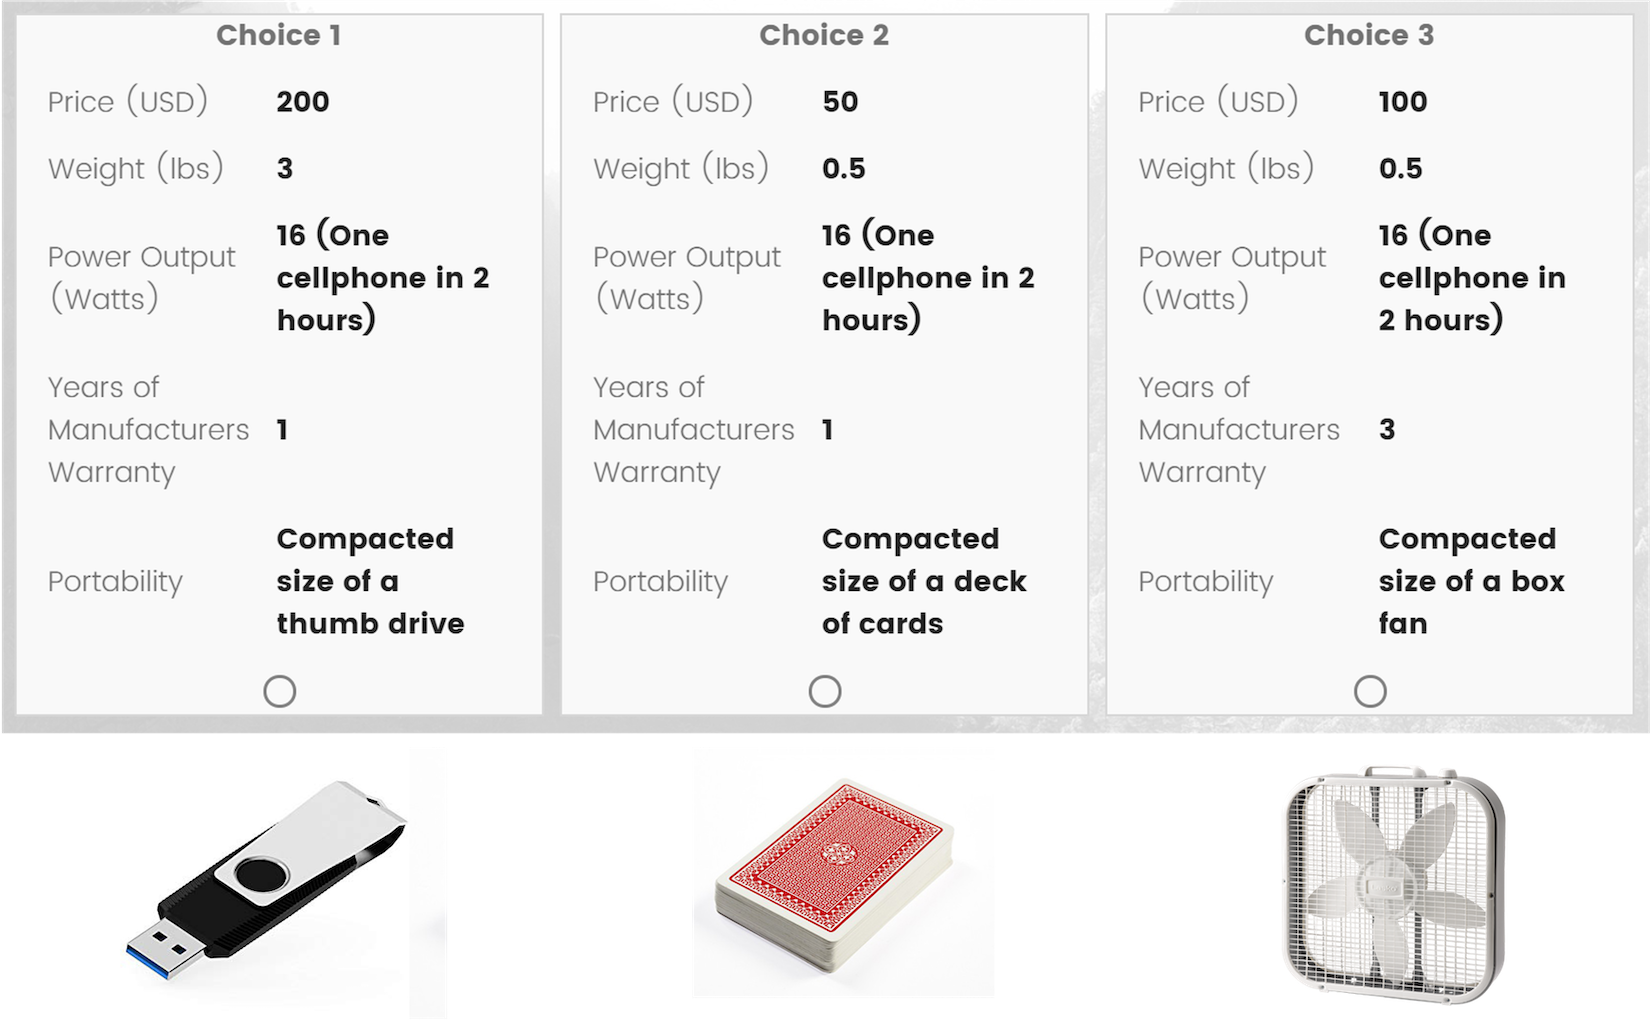 Choice 1
Price (USD) 200
Weight (lbs) 3
Power Output (Watts) 16 (One cellphone in 2 hours)
Years of Manufacturers Warranty 1
Portability Compacted size of a thumb drive
Choice 2
Price (USD) 50
Weight (lbs) 0.5
Power Output (Watts) 16 (One cellphone in 2 hours)
Years of Manufacturers Warranty 1
Portability Compacted size of a deck of cards
Choice 3
Price (USD) 100
Weight (lbs) 0.5
Power Output (Watts) 16 (One cellphone in 2 hours)
Years of Manufacturers Warranty 3
Portability Compacted size of a box fan